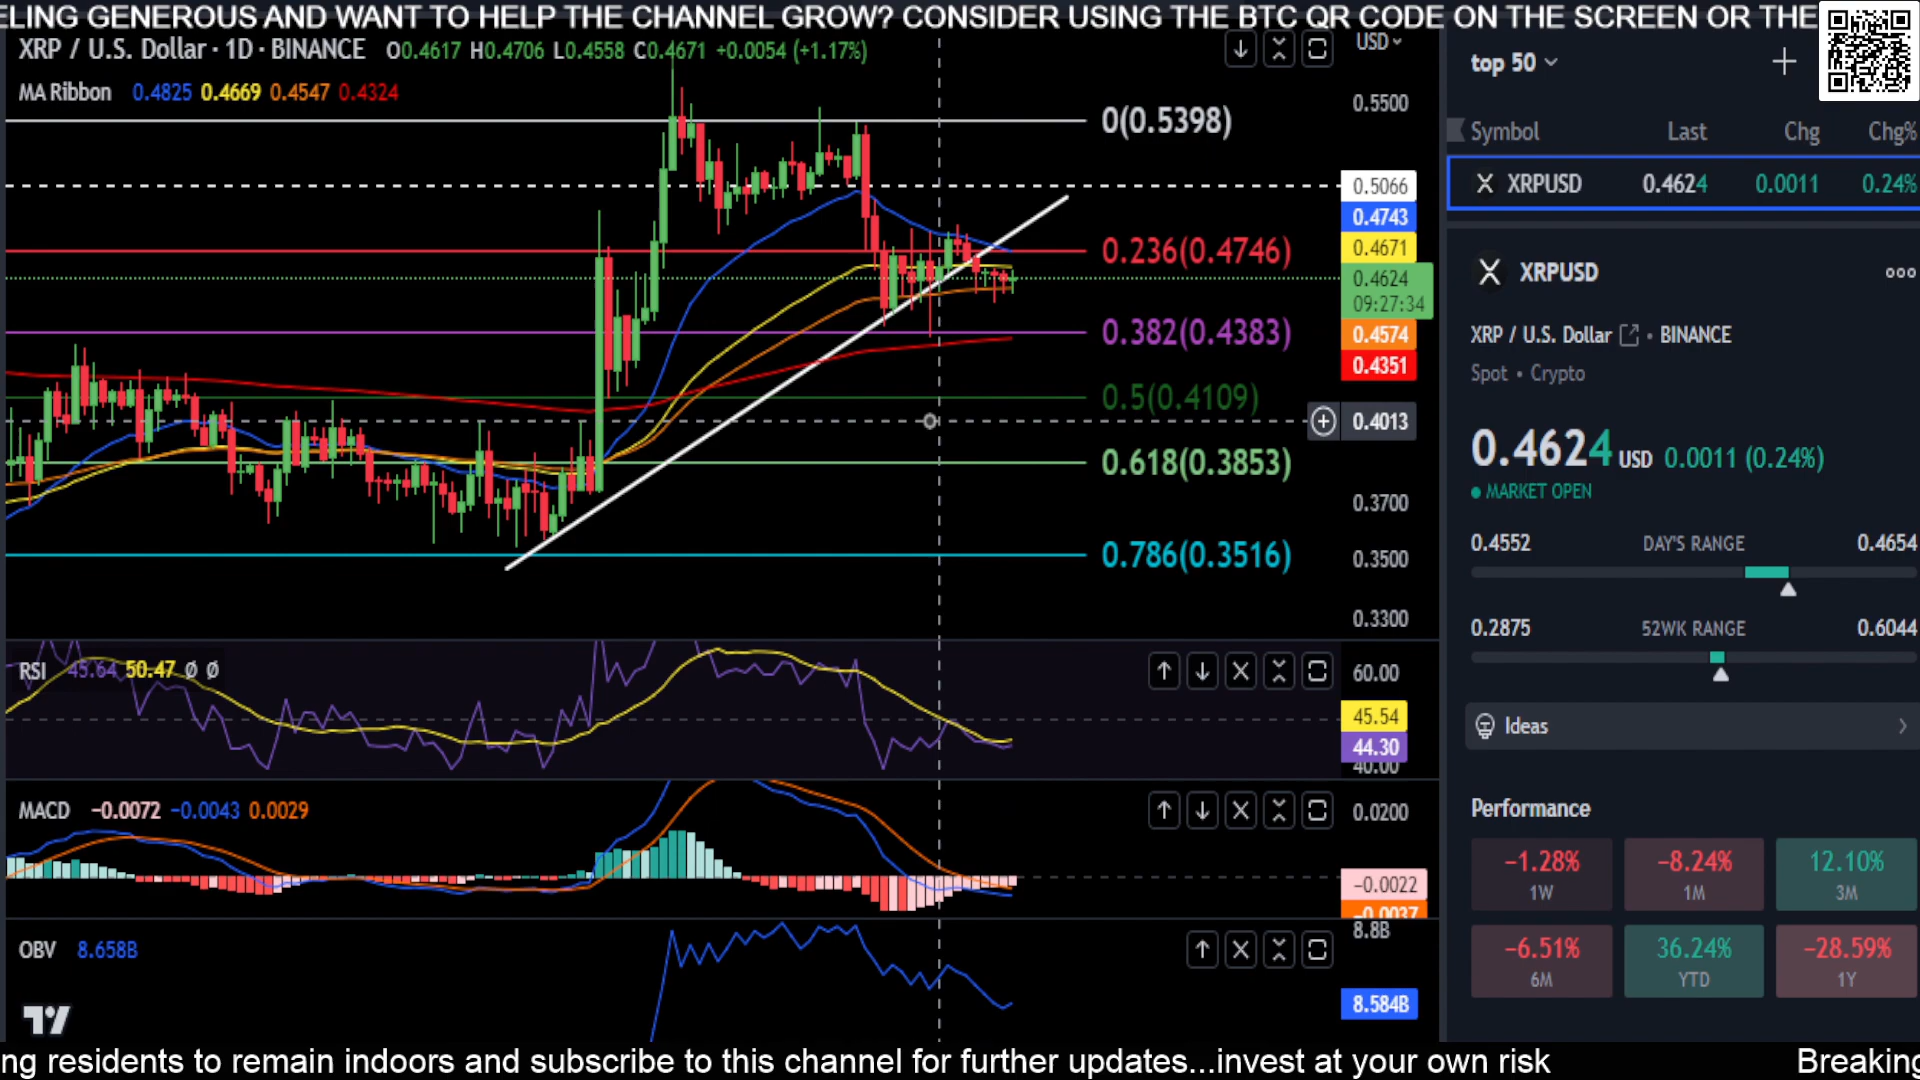 ELING GENEROUS AND WANT TO HELP THE CHANNEL GROW? CONSIDER USING THE BTC QR CODE ON THE SCREEN OR THE
XRP / U.S. Dollar · 1D · BINANCE O0.4617 H0.4706 L0.4558 C0.4671 +0.0054 (+1.17%)
USD
MA Ribbon 0.4825 0.4669 0.4547 0.4324
0(0.5398)
0.236(0.4746)
0.382(0.4383)
0.5(0.4109)
0.618(0.3853)
0.786(0.3516)
0.5500
0.5066
0.4743
0.4671
0.4624
09:27:34
0.4574
0.4351
0.4013
0.3700
0.3500
0.3300
RSI 45.64 50.47 Ø Ø
60.00
45.54
44.30
40.00
MACD −0.0072 −0.0043 0.0029
0.0200
−0.0022
−0.0037
OBV 8.658B
8.8B
8.584B
top 50
Symbol Last Chg Chg%
XRPUSD 0.4624 0.0011 0.24%
XRPUSD
XRP / U.S. Dollar • BINANCE
Spot • Crypto
0.4624 USD 0.0011 (0.24%)
MARKET OPEN
0.4552 DAY'S RANGE 0.4654
0.2875 52WK RANGE 0.6044
Ideas
Performance
−1.28% −8.24% 12.10%
1W 1M 3M
−6.51% 36.24% −28.59%
6M YTD 1Y
ng residents to remain indoors and subscribe to this channel for further updates...invest at your own risk Breaking